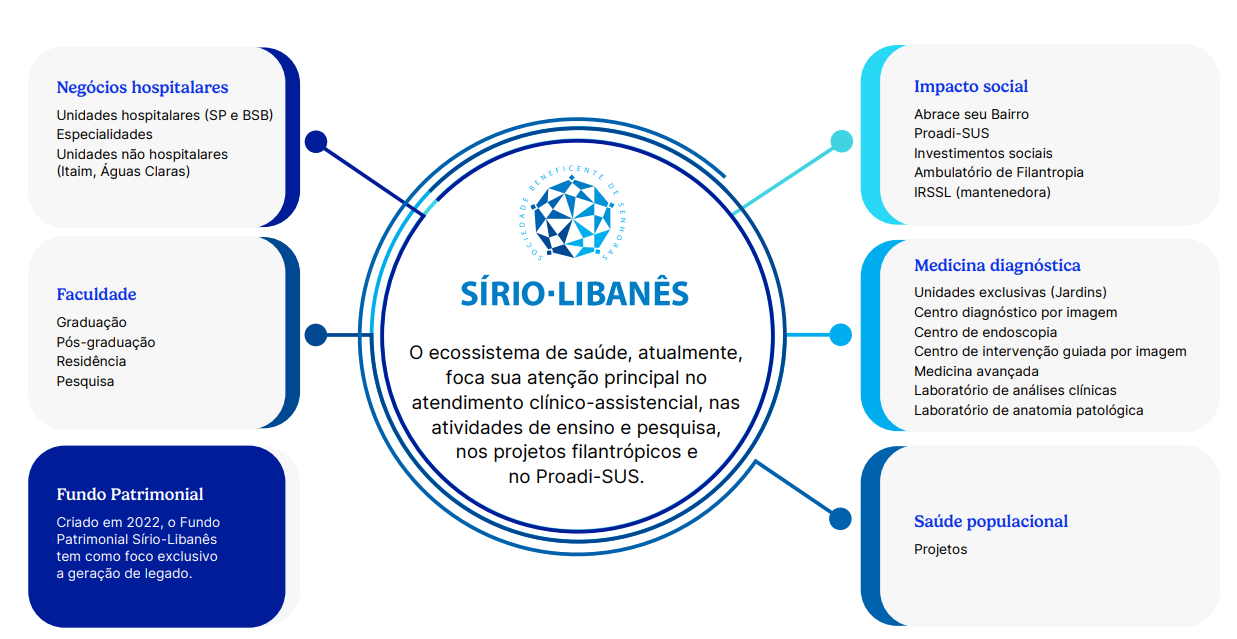 Negócios hospitalares
Unidades hospitalares (SP e BSB)
Especialidades
Unidades não hospitalares
(Itaim, Águas Claras)
Faculdade
Graduação
Pós-graduação
Residência
Pesquisa
Fundo Patrimonial
Criado em 2022, o Fundo
Patrimonial Sírio-Libanês
tem como foco exclusivo
a geração de legado.
SOCIEDADE BENEFICENTE DE SENHORAS
SÍRIO·LIBANÊS
O ecossistema de saúde, atualmente,
foca sua atenção principal no
atendimento clínico-assistencial, nas
atividades de ensino e pesquisa,
nos projetos filantrópicos e
no Proadi-SUS.
Impacto social
Abrace seu Bairro
Proadi-SUS
Investimentos sociais
Ambulatório de Filantropia
IRSSL (mantenedora)
Medicina diagnóstica
Unidades exclusivas (Jardins)
Centro diagnóstico por imagem
Centro de endoscopia
Centro de intervenção guiada por imagem
Medicina avançada
Laboratório de análises clínicas
Laboratório de anatomia patológica
Saúde populacional
Projetos